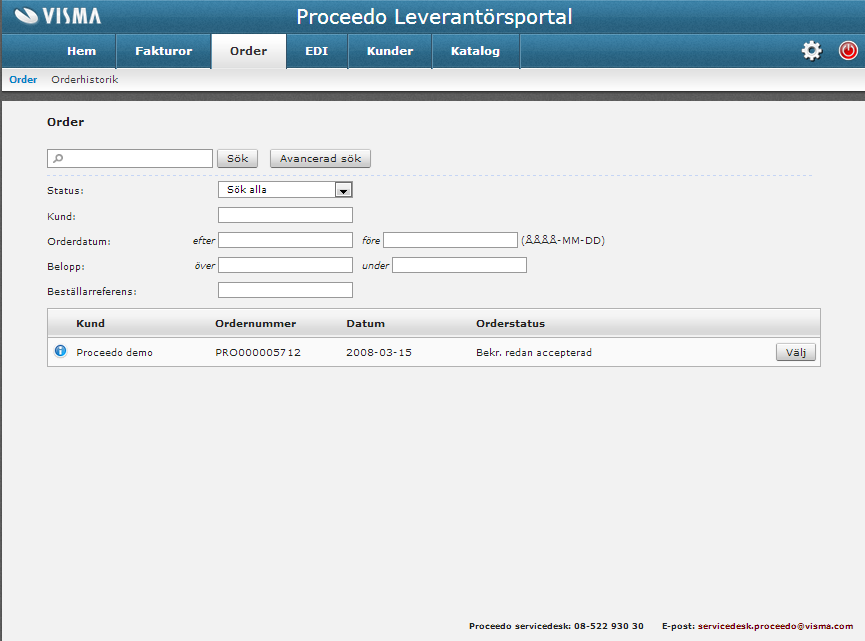 VISMA Proceedo Leverantörsportal
Hem Fakturor Order EDI Kunder Katalog
Order Orderhistorik
Order
Sök Avancerad sök
Status: Sök alla
Kund:
Orderdatum: efter före (ÅÅÅÅ-MM-DD)
Belopp: över under
Beställarreferens:
Kund Ordernummer Datum Orderstatus
Proceedo demo PRO000005712 2008-03-15 Bekr. redan accepterad Välj
Proceedo servicedesk: 08-522 930 30 E-post: servicedesk.proceedo@visma.com